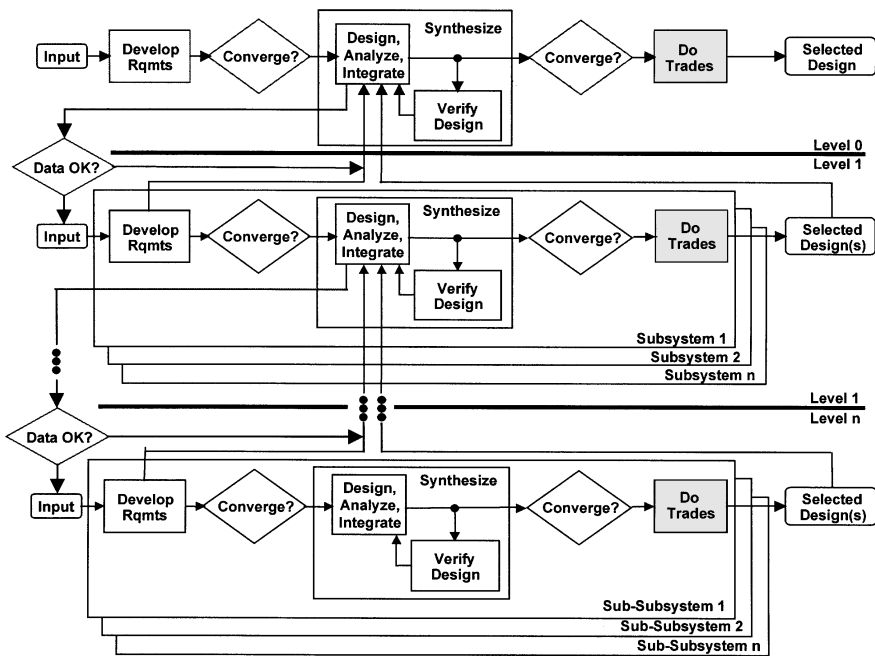 Input
Develop
Rqmts
Converge?
Design,
Analyze,
Integrate
Synthesize
Verify
Design
Converge?
Do
Trades
Selected
Design
Data OK?
Level 0
Level 1
Input
Develop
Rqmts
Converge?
Design,
Analyze,
Integrate
Synthesize
Verify
Design
Converge?
Do
Trades
Selected
Design(s)
Subsystem 1
Subsystem 2
Subsystem n
Level 1
Level n
Data OK?
Input
Develop
Rqmts
Converge?
Design,
Analyze,
Integrate
Synthesize
Verify
Design
Converge?
Do
Trades
Selected
Design(s)
Sub-Subsystem 1
Sub-Subsystem 2
Sub-Subsystem n